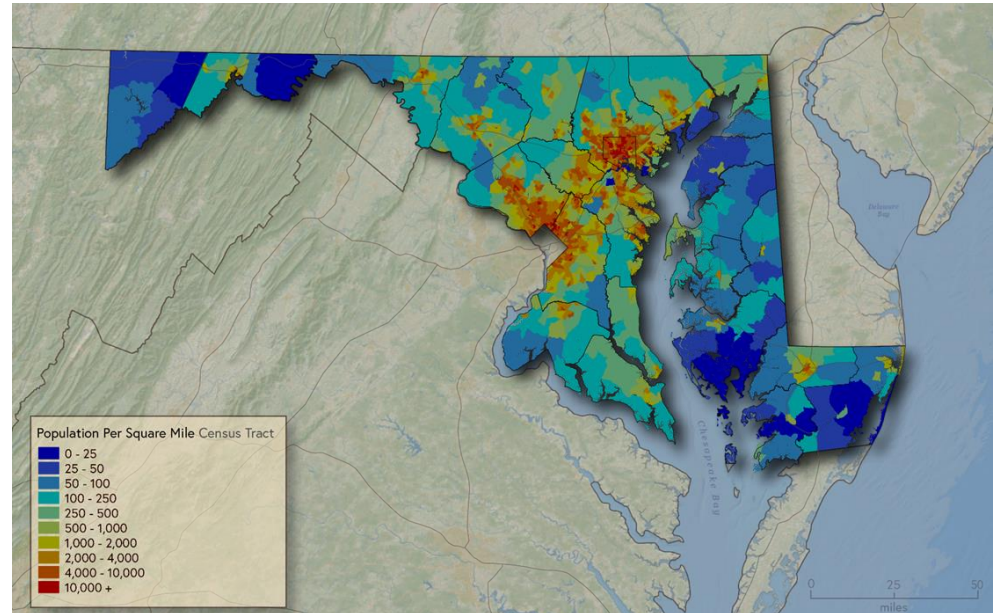 Delaware
Bay
Chesapeake Bay
Population Per Square Mile Census Tract
0 - 25
25 - 50
50 - 100
100 - 250
250 - 500
500 - 1,000
1,000 - 2,000
2,000 - 4,000
4,000 - 10,000
10,000 +
0 25 50
miles